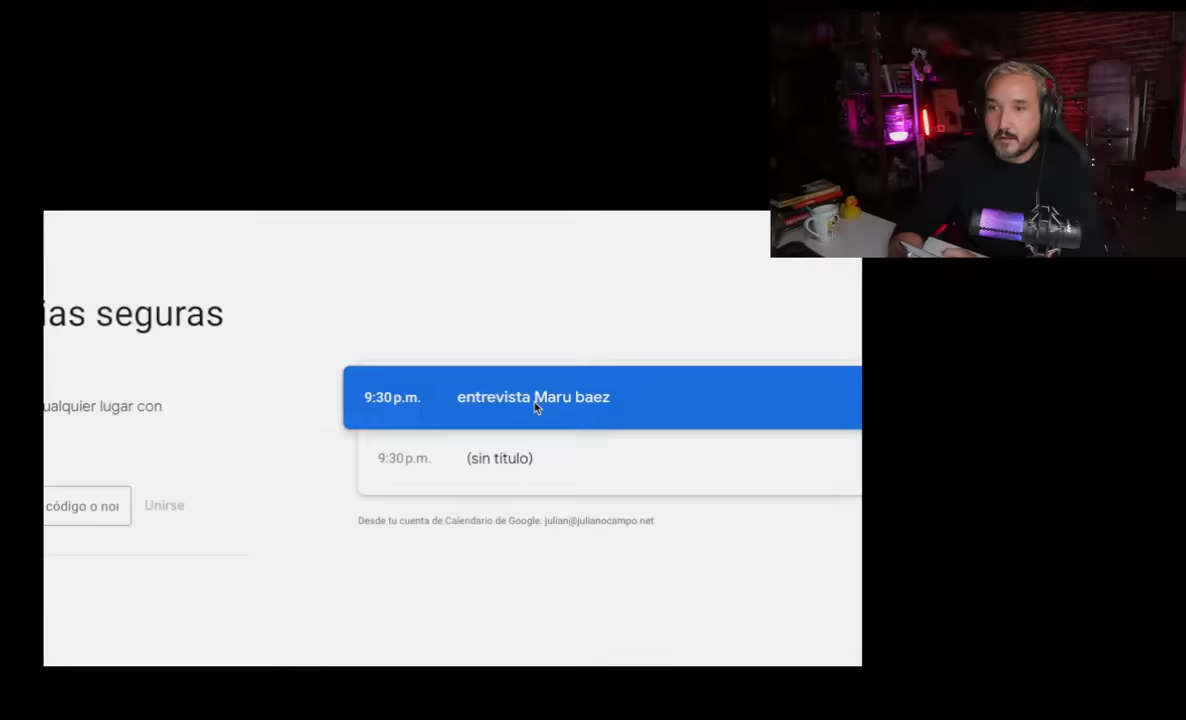 ias seguras
ualquier lugar con
código o noi
Unirse
9:30 p.m. entrevista Maru baez
9:30 p.m. (sin título)
Desde tu cuenta de Calendario de Google: julian@julianocampo.net